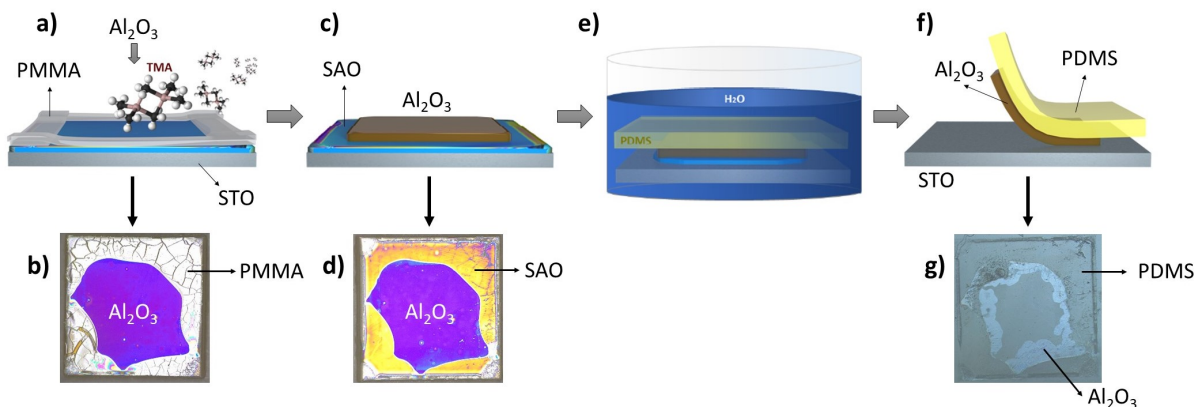 a)
Al₂O₃
PMMA
TMA
STO
c)
SAO
Al₂O₃
e)
H₂O
PDMS
f)
Al₂O₃
PDMS
STO
b)
PMMA
Al₂O₃
d)
SAO
Al₂O₃
g)
PDMS
Al₂O₃